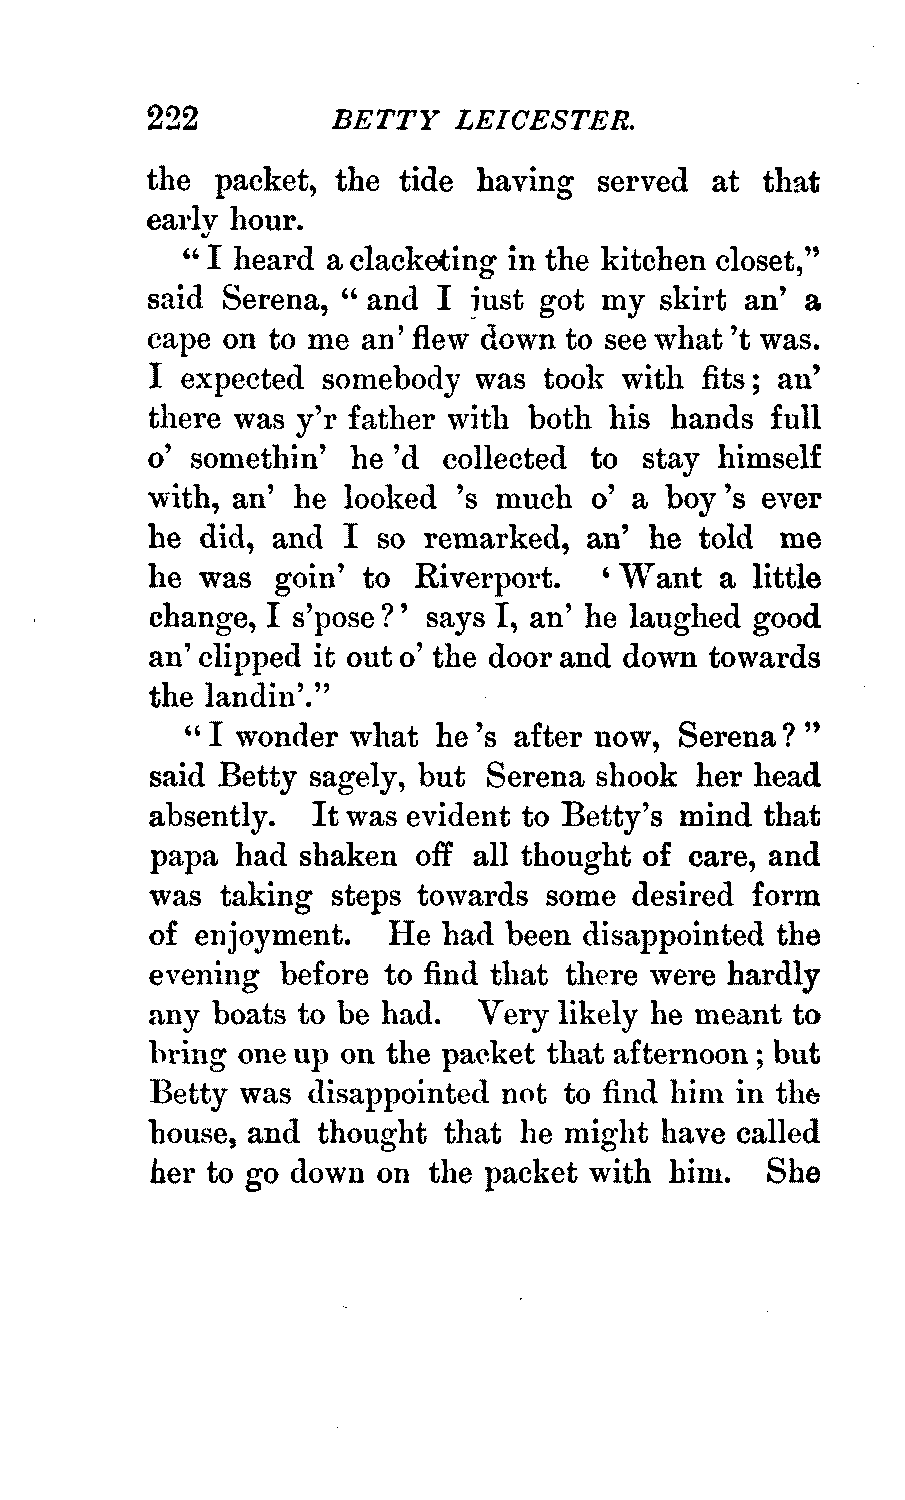 222 BETTY LEICESTER.
the packet, the tide having served at that
early hour.
“I heard a clacketing in the kitchen closet,”
said Serena, “and I just got my skirt an’ a
cape on to me an’ flew down to see what ’t was.
I expected somebody was took with fits; an’
there was y’r father with both his hands full
o’ somethin’ he ’d collected to stay himself
with, an’ he looked ’s much o’ a boy ’s ever
he did, and I so remarked, an’ he told me
he was goin’ to Riverport. ‘Want a little
change, I s’pose?’ says I, an’ he laughed good
an’ clipped it out o’ the door and down towards
the landin’.”
“I wonder what he ’s after now, Serena?”
said Betty sagely, but Serena shook her head
absently. It was evident to Betty’s mind that
papa had shaken off all thought of care, and
was taking steps towards some desired form
of enjoyment. He had been disappointed the
evening before to find that there were hardly
any boats to be had. Very likely he meant to
bring one up on the packet that afternoon; but
Betty was disappointed not to find him in the
house, and thought that he might have called
her to go down on the packet with him. She